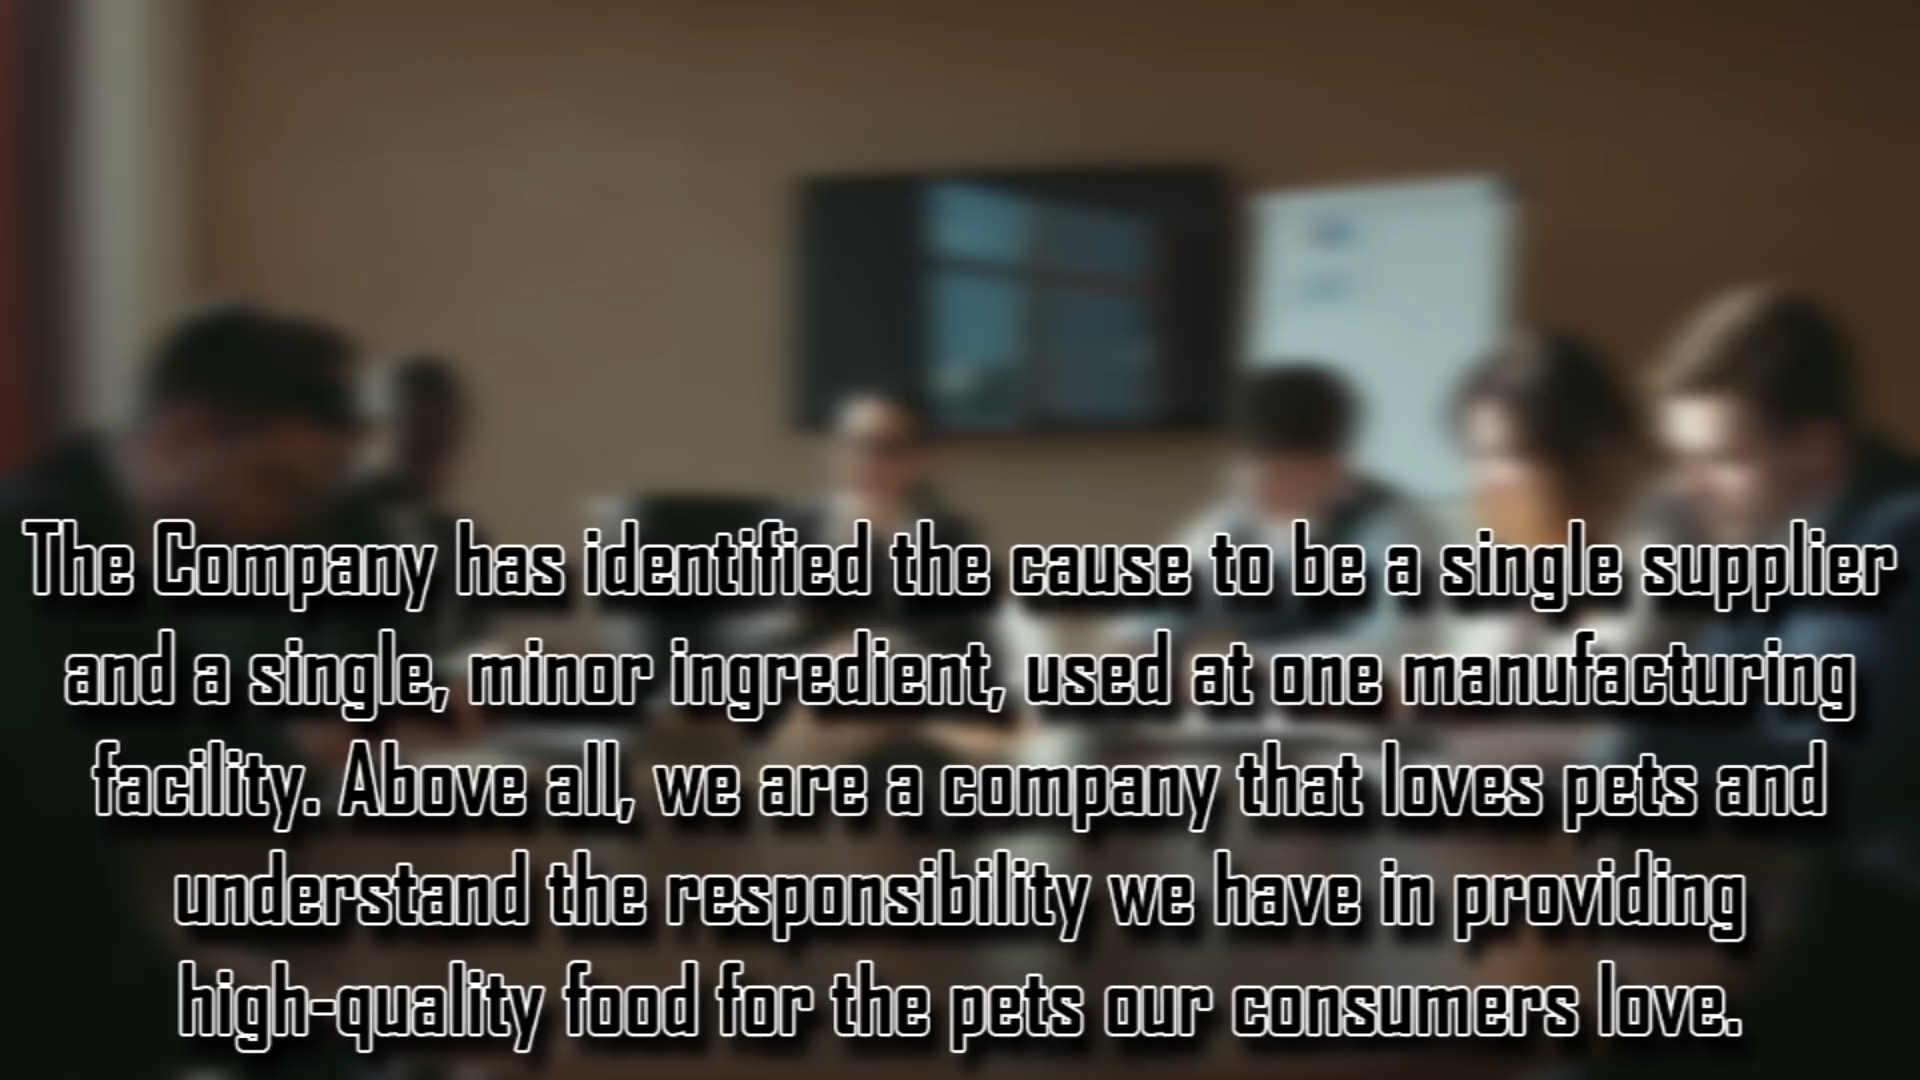 The Company has identified the cause to be a single supplier
and a single, minor ingredient, used at one manufacturing
facility. Above all, we are a company that loves pets and
understand the responsibility we have in providing
high-quality food for the pets our consumers love.